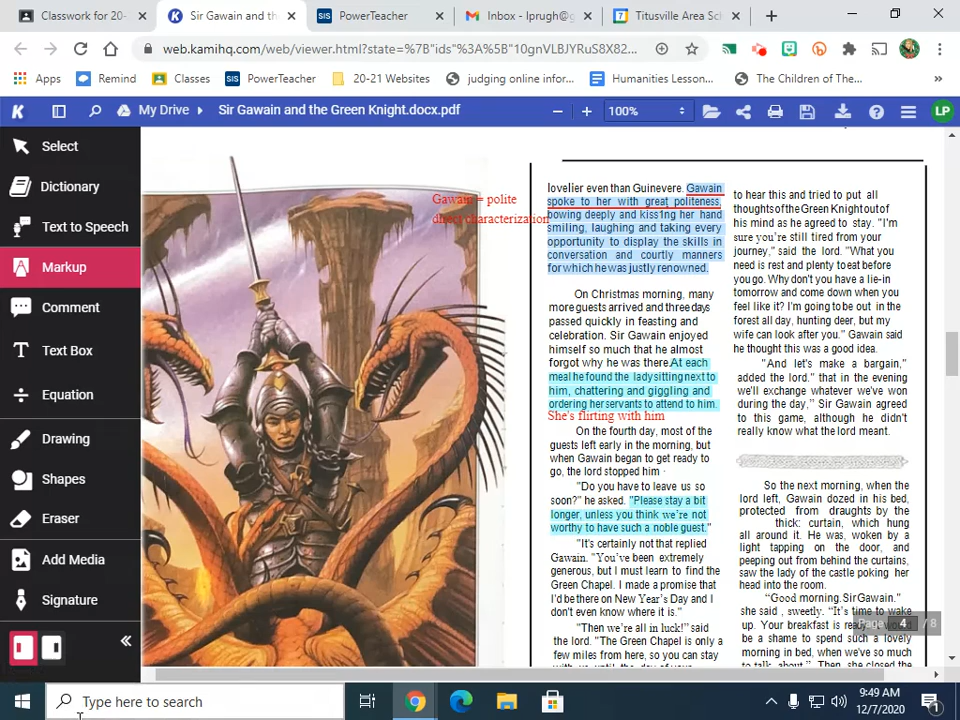 Classwork for 20-
Sir Gawain and th
PowerTeacher
Inbox - lprugh@g
Titusville Area Sc
web.kamihq.com/web/viewer.html?state=%7B"ids"%3A%5B"10gnVLBJYRuS8X82...
Apps
Remind
Classes
PowerTeacher
20-21 Websites
judging online infor...
Humanities Lesson...
The Children of The...
»
K
My Drive
Sir Gawain and the Green Knight.docx.pdf
100%
LP
Select
Dictionary
Text to Speech
Markup
Comment
Text Box
Equation
Drawing
Shapes
Eraser
Add Media
Signature
Gawain = polite
direct characterization
lovelier even than Guinevere. Gawain
spoke to her with great politeness,
bowing deeply and kiss1ng her hand
smiling, laughing and taking every
opportunity to display the skills in
conversation and courtly manners
for which he was justly renowned.
On Christmas morning, many
more guests arrived and three days
passed quickly in feasting and
celebration. Sir Gawain enjoyed
himself so much that he almost
forgot why he was there. At each
meal he found the lady sitting next to
him, chattering and giggling and
ordering her servants to attend to him.
She's flirting with him
On the fourth day, most of the
guests left early in the morning, but
when Gawain began to get ready to
go, the lord stopped him ·
"Do you have to leave us so
soon?" he asked. "Please stay a bit
longer, unless you think we're not
worthy to have such a noble guest."
"It's certainly not that replied
Gawain. "You've been extremely
generous, but I must learn to find the
Green Chapel. I made a promise that
I'd be there on New Year's Day and I
don't even know where it is."
"Then we're all in luck!" said
the lord. "The Green Chapel is only a
few miles from here, so you can stay
to hear this and tried to put all
thoughts of the Green Knight out of
his mind as he agreed to stay. "I'm
sure you're still tired from your
journey," said the lord. "What you
need is rest and plenty to eat before
you go. Why don't you have a lie-in
tomorrow and come down when you
feel like it? I'm going to be out in the
forest all day, hunting deer, but my
wife can look after you." Gawain said
he thought this was a good idea.
"And let's make a bargain,"
added the lord." that in the evening
we'll exchange whatever we've won
during the day," Sir Gawain agreed
to this game, although he didn't
really know what the lord meant.
So the next morning, when the
lord left, Gawain dozed in his bed,
protected from draughts by the
thick: curtain, which hung
all around it. He was, woken by a
light tapping on the door, and
peeping out from behind the curtains,
saw the lady of the castle poking her
head into the room.
"Good morning. Sir Gawain."
she said , sweetly. "It's time to wake
up. Your breakfast is
be a shame to spend such a lovely
morning in bed, when we've so much
to talk about." Then she closed the
Page 4 / 8
Type here to search
9:49 AM
12/7/2020
1